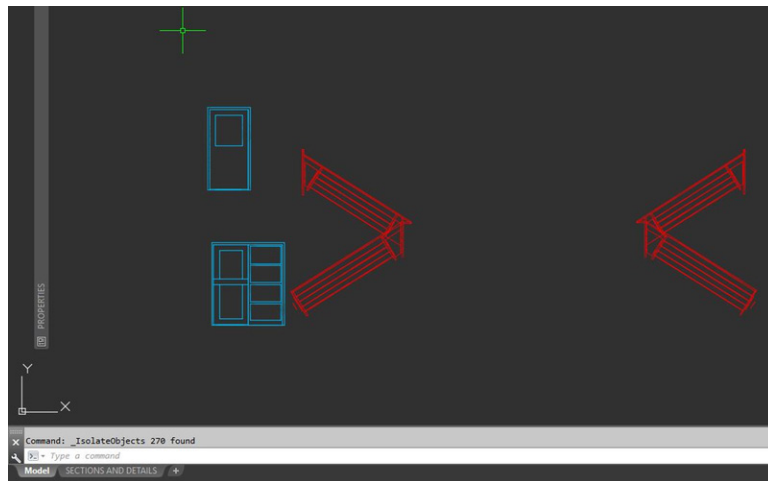 PROPERTIES
Y
X
Command: _IsolateObjects 270 found
Type a command
Model SECTIONS AND DETAILS +